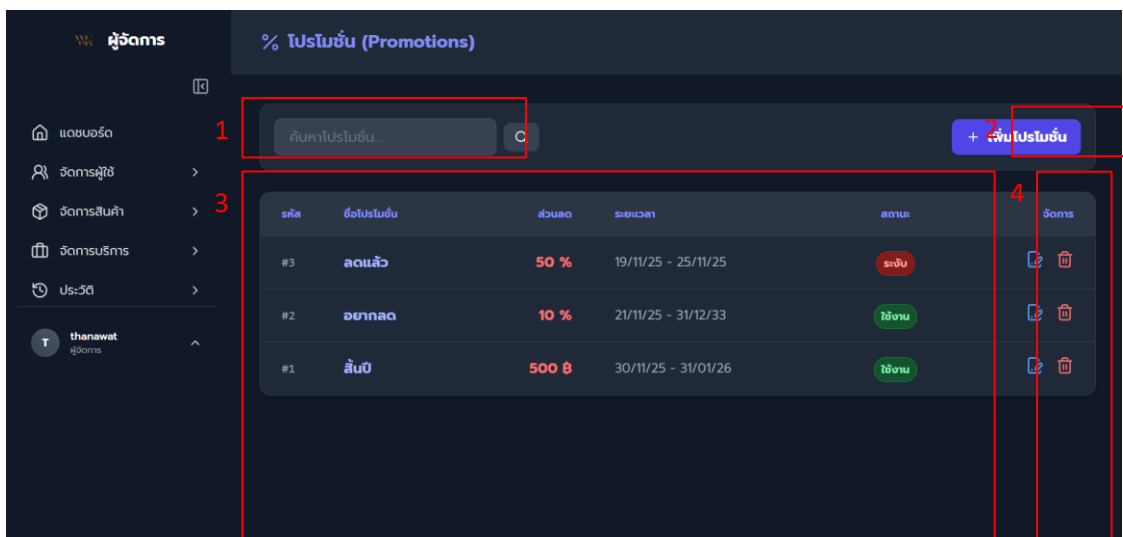 WK ผู้จัดการ
% โปรโมชั่น (Promotions)
แดชบอร์ด
จัดการผู้ใช้
จัดการสินค้า
จัดการบริการ
ประวัติ
T thanawat
ผู้จัดการ
1 ค้นหาโปรโมชั่น...
2 + เพิ่มโปรโมชั่น
3 4
รหัส ชื่อโปรโมชั่น ส่วนลด ระยะเวลา สถานะ จัดการ
#3 ลดแล้ว 50 % 19/11/25 - 25/11/25 ระงับ
#2 อยากลด 10 % 21/11/25 - 31/12/33 ใช้งาน
#1 สิ้นปี 500 ฿ 30/11/25 - 31/01/26 ใช้งาน